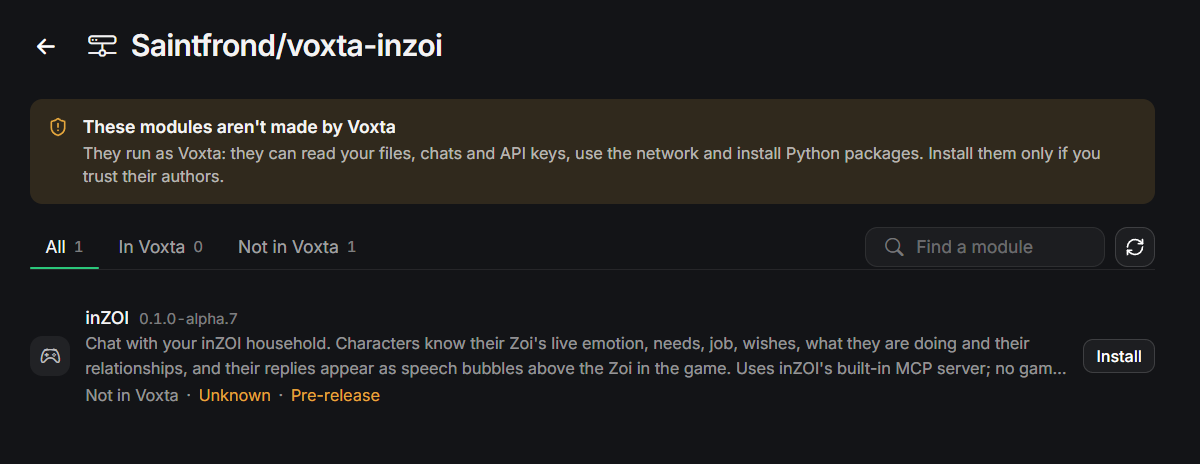 Saintfrond/voxta-inzoi
These modules aren't made by Voxta
They run as Voxta: they can read your files, chats and API keys, use the network and install Python packages. Install them only if you
trust their authors.
All 1 In Voxta 0 Not in Voxta 1 Find a module
inZOI 0.1.0-alpha.7
Chat with your inZOI household. Characters know their Zoi's live emotion, needs, job, wishes, what they are doing and their
relationships, and their replies appear as speech bubbles above the Zoi in the game. Uses inZOI's built-in MCP server; no gam...
Install
Not in Voxta · Unknown · Pre-release